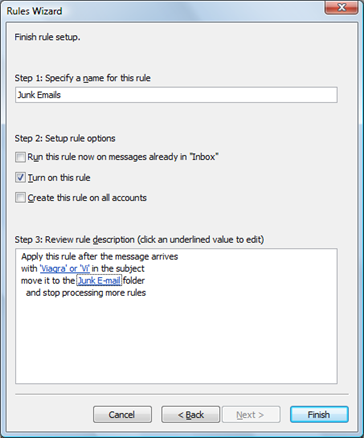 Rules Wizard
Finish rule setup.
Step 1: Specify a name for this rule
Junk Emails
Step 2: Setup rule options
Run this rule now on messages already in "Inbox"
Turn on this rule
Create this rule on all accounts
Step 3: Review rule description (click an underlined value to edit)
Apply this rule after the message arrives
with 'Viagra' or 'Vi' in the subject
move it to the Junk E-mail folder
and stop processing more rules
Cancel
< Back
Next >
Finish